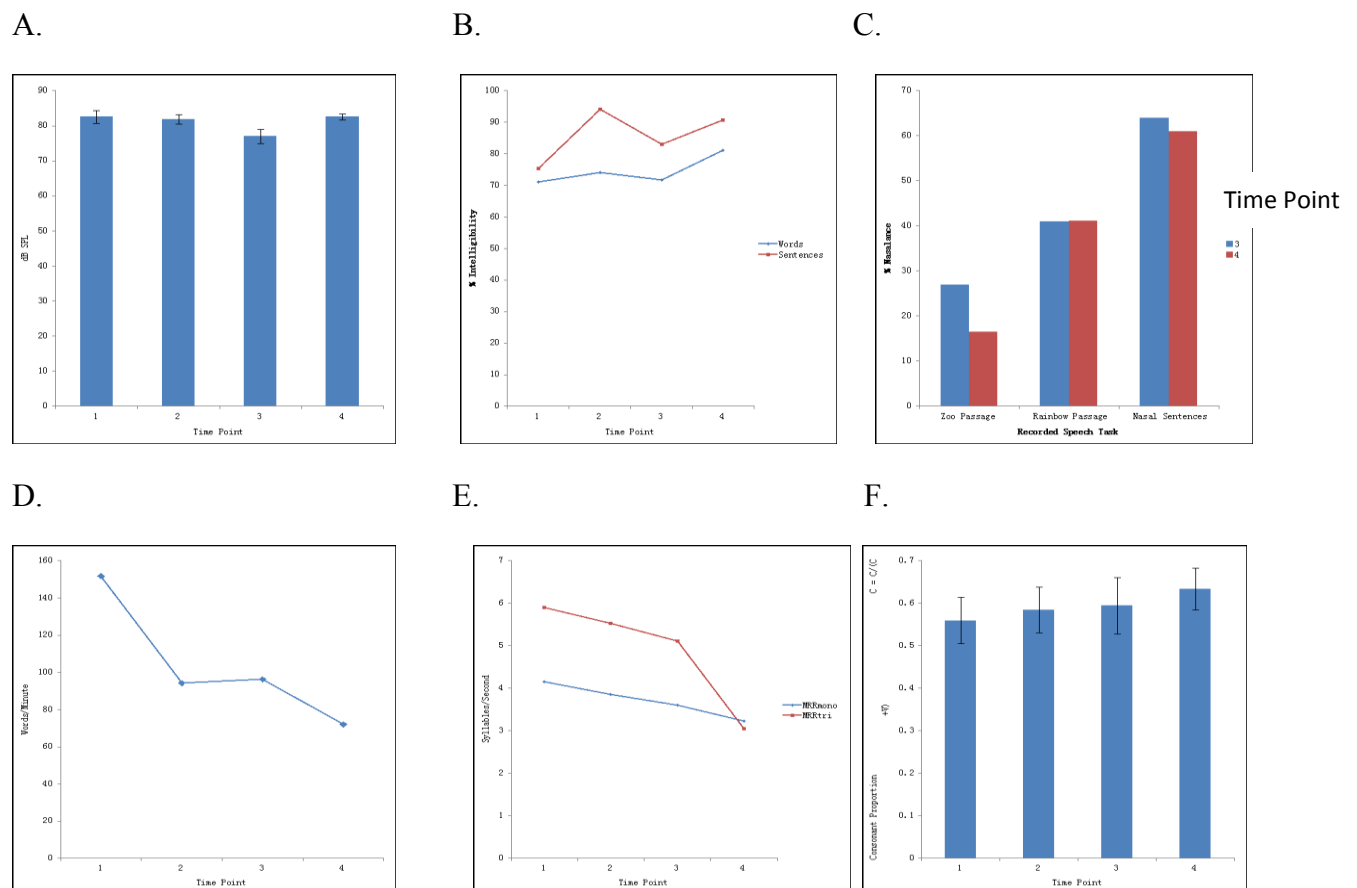 A.
B.
C.
90
80
70
60
50
40
30
20
10
0
dB SPL
1 2 3 4
Time Point
100
90
80
70
60
50
40
30
20
10
0
% Intelligibility
1 2 3 4
Time Point
Words
Sentences
70
60
50
40
30
20
10
0
% Nasalance
Zoo Passage Rainbow Passage Nasal Sentences
Recorded Speech Task
Time Point
3
4
D.
E.
F.
160
140
120
100
80
60
40
20
0
Words/Minute
1 2 3 4
Time Point
7
6
5
4
3
2
1
0
Syllables/Second
1 2 3 4
Time Point
MRRmono
MRRtri
0.7
0.6
0.5
0.4
0.3
0.2
0.1
0
Consonant Proportion
C = C/(C
+V)
1 2 3 4
Time Point